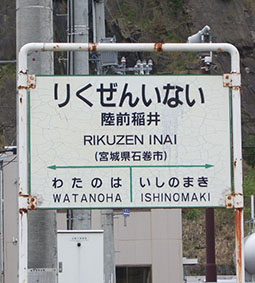 りくぜんいない
陸前稲井
RIKUZEN INAI
(宮城県石巻市)
わたのは いしのまき
WATANOHA ISHINOMAKI